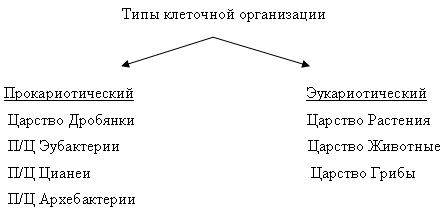 Типы клеточной организации
Прокариотический
Царство Дробянки
П/Ц Эубактерии
П/Ц Цианеи
П/Ц Архебактерии
Эукариотический
Царство Растения
Царство Животные
Царство Грибы